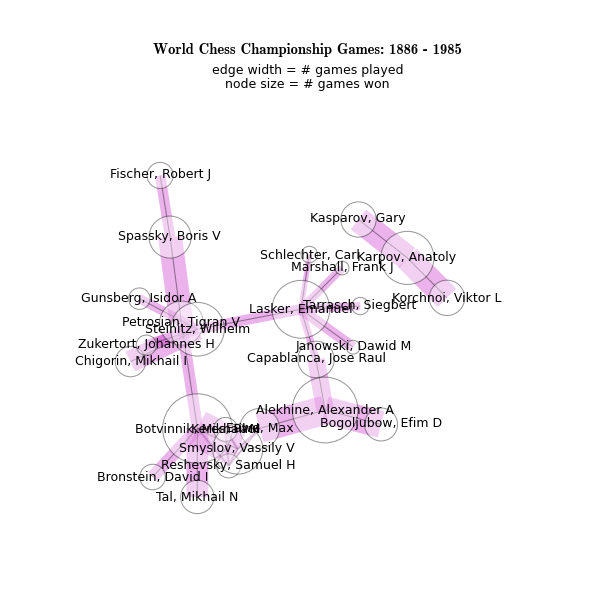 World Chess Championship Games: 1886 - 1985
edge width = # games played
node size = # games won
Fischer, Robert J
Kasparov, Gary
Spassky, Boris V
Schlechter, Carl
Karpov, Anatoly
Marshall, Frank J
Gunsberg, Isidor A
Korchnoi, Viktor L
Tarrasch, Siegbert
Lasker, Emanuel
Petrosian, Tigran V
Steinitz, Wilhelm
Zukertort, Johannes H
Janowski, Dawid M
Chigorin, Mikhail I
Capablanca, Jose Raul
Alekhine, Alexander A
Bogoljubow, Efim D
Botvinnik,
Euwe, Max
Smyslov, Vassily V
Reshevsky, Samuel H
Bronstein, David I
Tal, Mikhail N